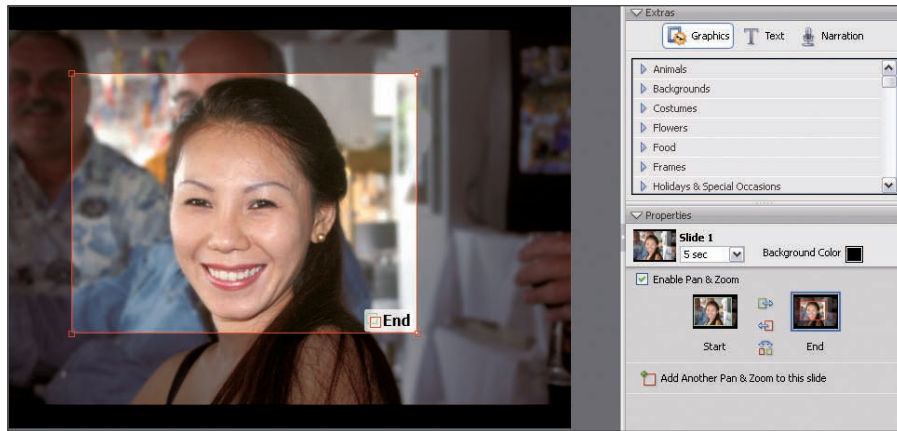 Extras
Graphics Text Narration
Animals
Backgrounds
Costumes
Flowers
Food
Frames
Holidays & Special Occasions
Properties
Slide 1
5 sec Background Color
Enable Pan & Zoom
Start End
Add Another Pan & Zoom to this slide
End